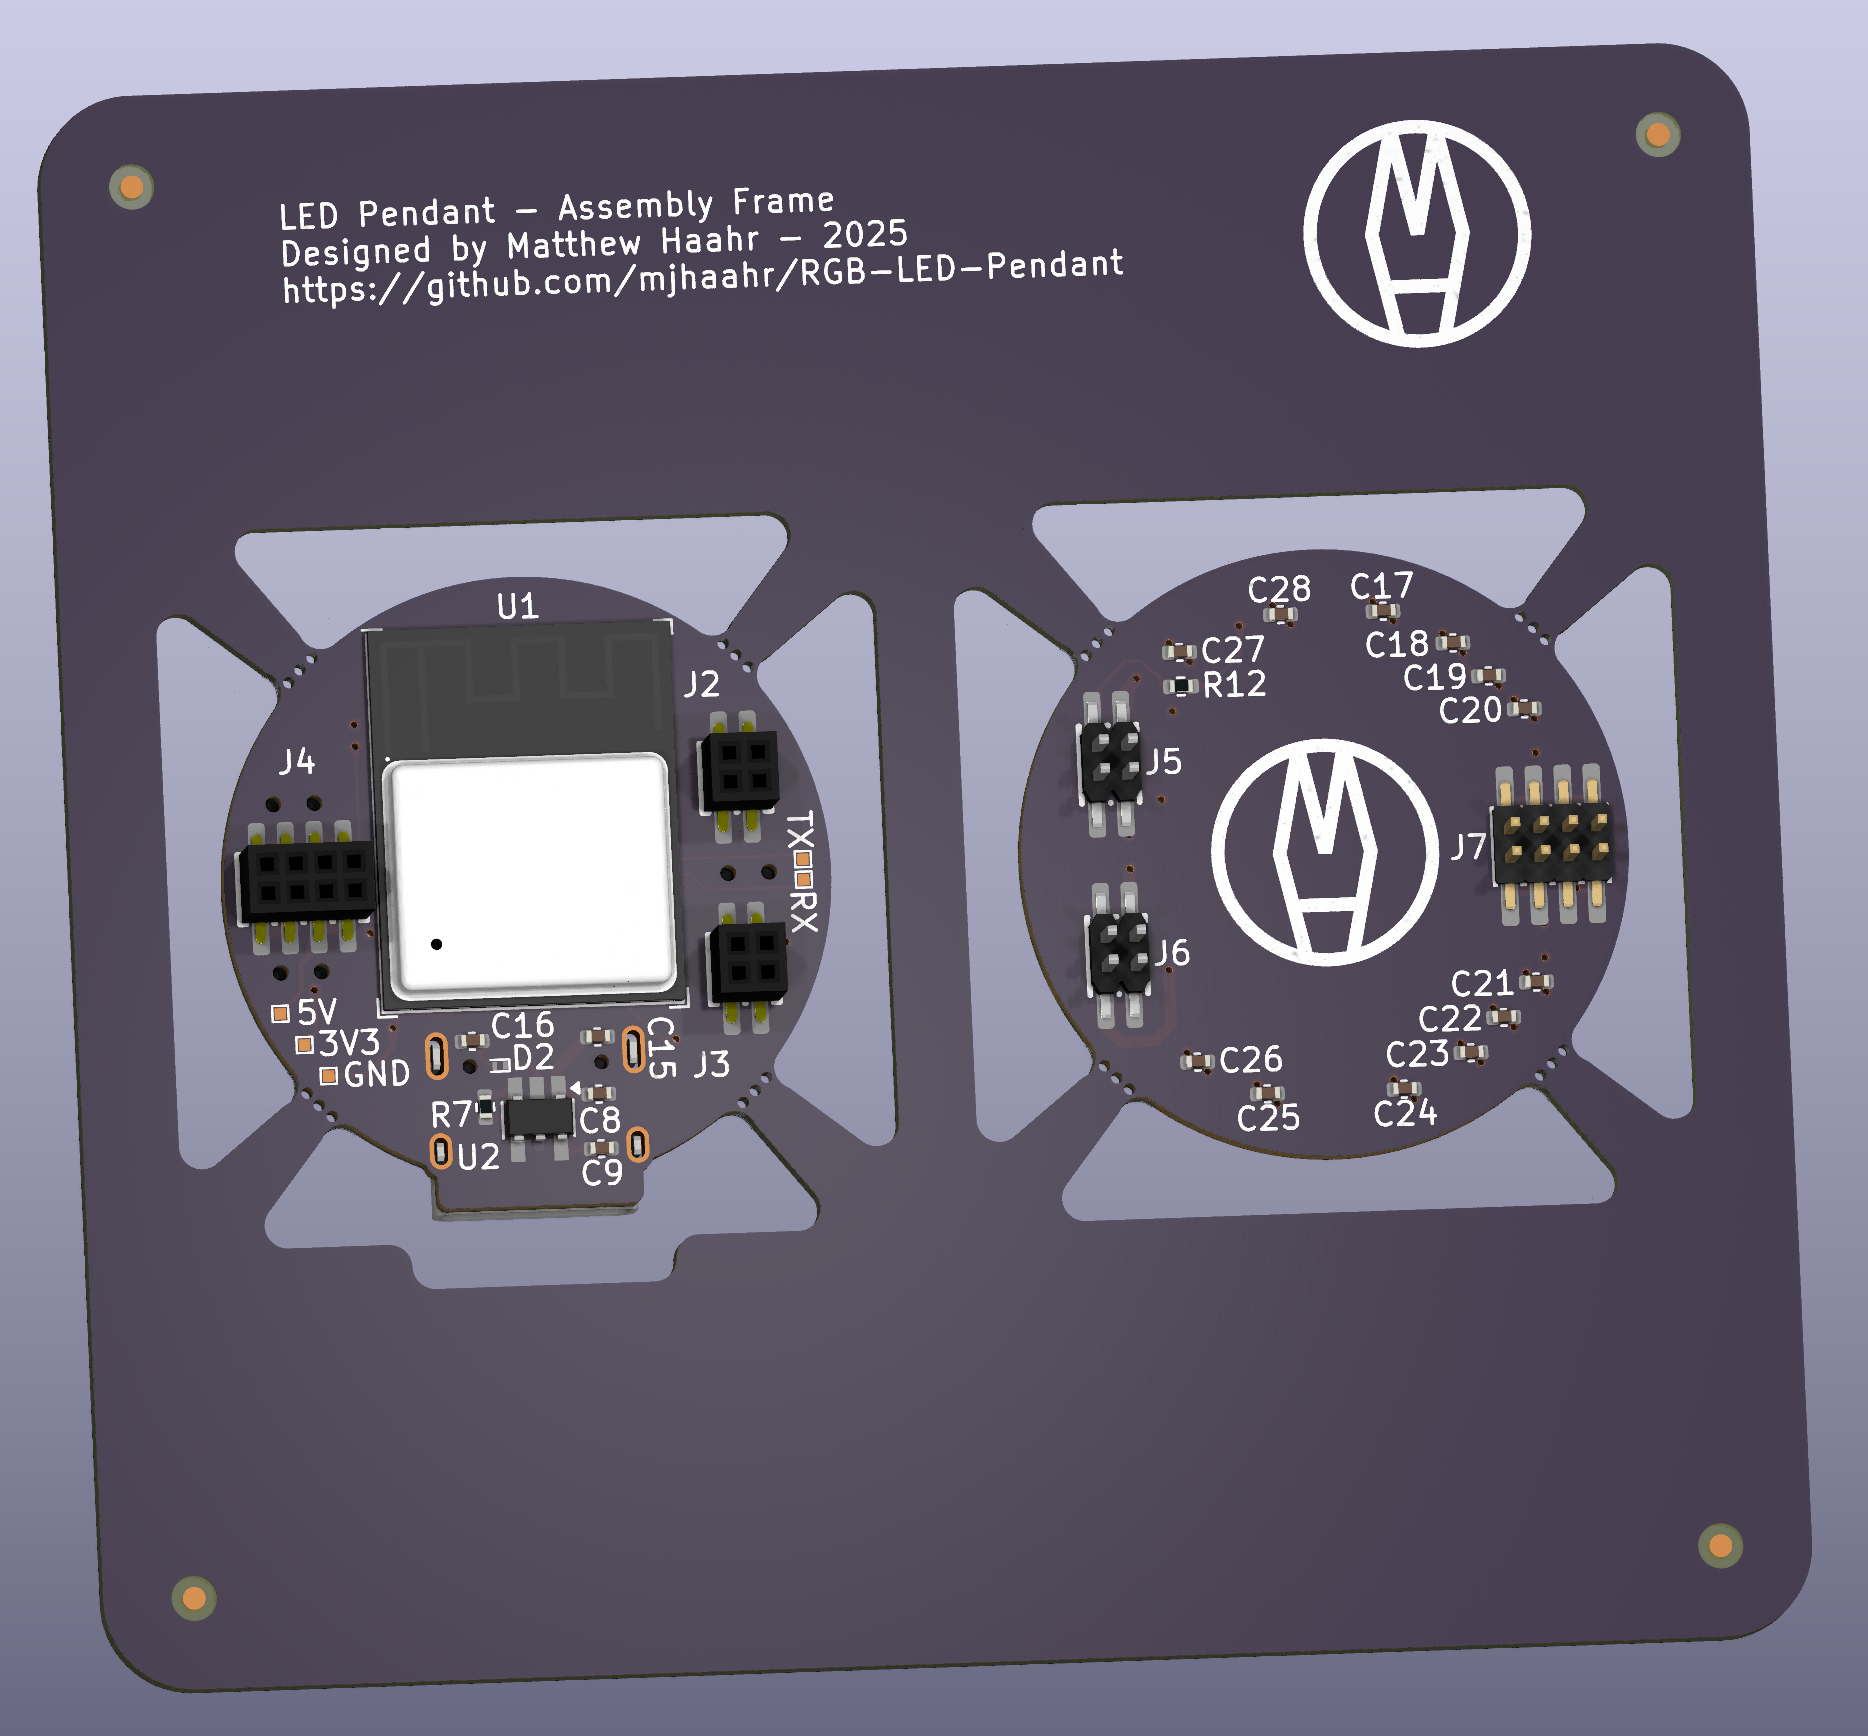 LED Pendant - Assembly Frame
Designed by Matthew Haahr - 2025
https://github.com/mjhaahr/RGB-LED-Pendant
U1
J2
J4
TX
RX
5V
3V3
GND
C16
D2
C15
J3
R7
C8
U2
C9
C28
C17
C27
C18
R12
C19
C20
J5
J7
J6
C21
C22
C26
C23
C25
C24